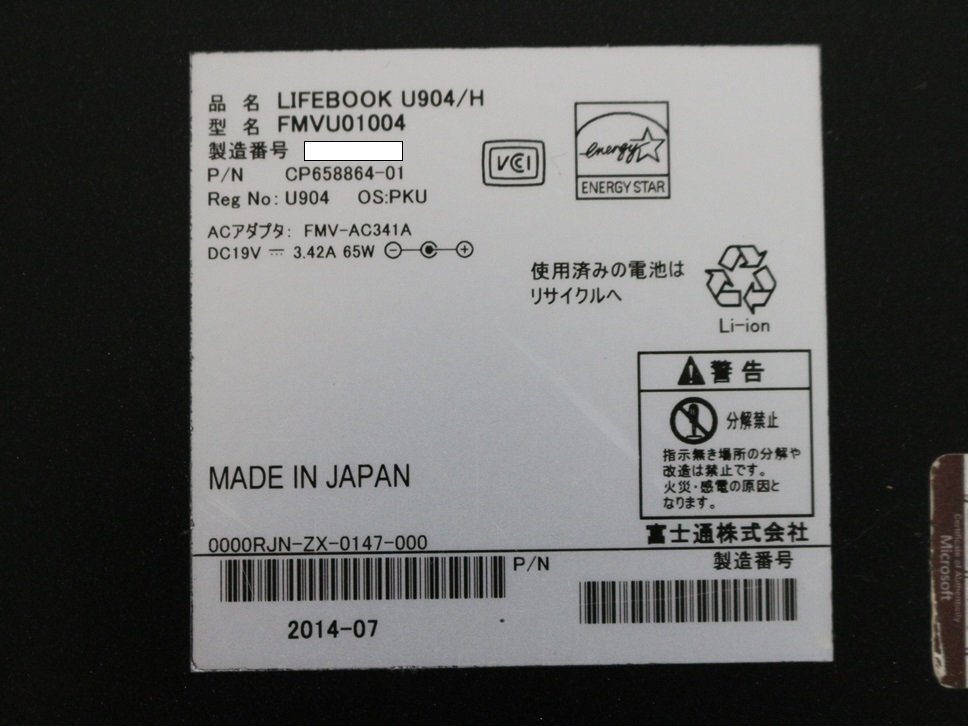 品名 LIFEBOOK U904/H
型名 FMVU01004
製造番号
P/N CP658864-01
Reg No: U904 OS:PKU
ACアダプタ: FMV-AC341A
DC19V ⎓ 3.42A 65W
VCCI
energy
ENERGY STAR
使用済みの電池は
リサイクルへ
Li-ion
警告
分解禁止
指示無き場所の分解や
改造は禁止です。
火災・感電の原因と
なります。
MADE IN JAPAN
富士通株式会社
0000RJN-ZX-0147-000
P/N
製造番号
2014-07
Certificate of Authenticity
Microsoft